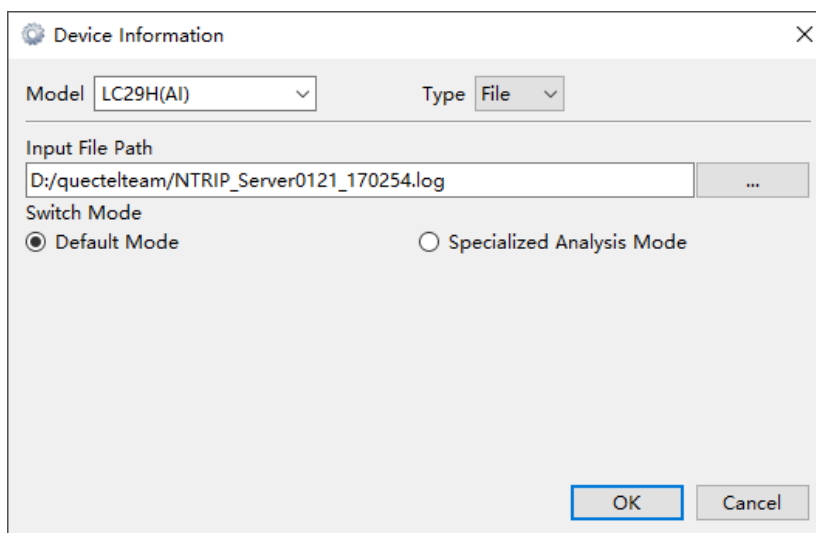 Device Information
Model LC29H(AI) Type File
Input File Path
D:/quectelteam/NTRIP_Server0121_170254.log ...
Switch Mode
Default Mode Specialized Analysis Mode
OK Cancel